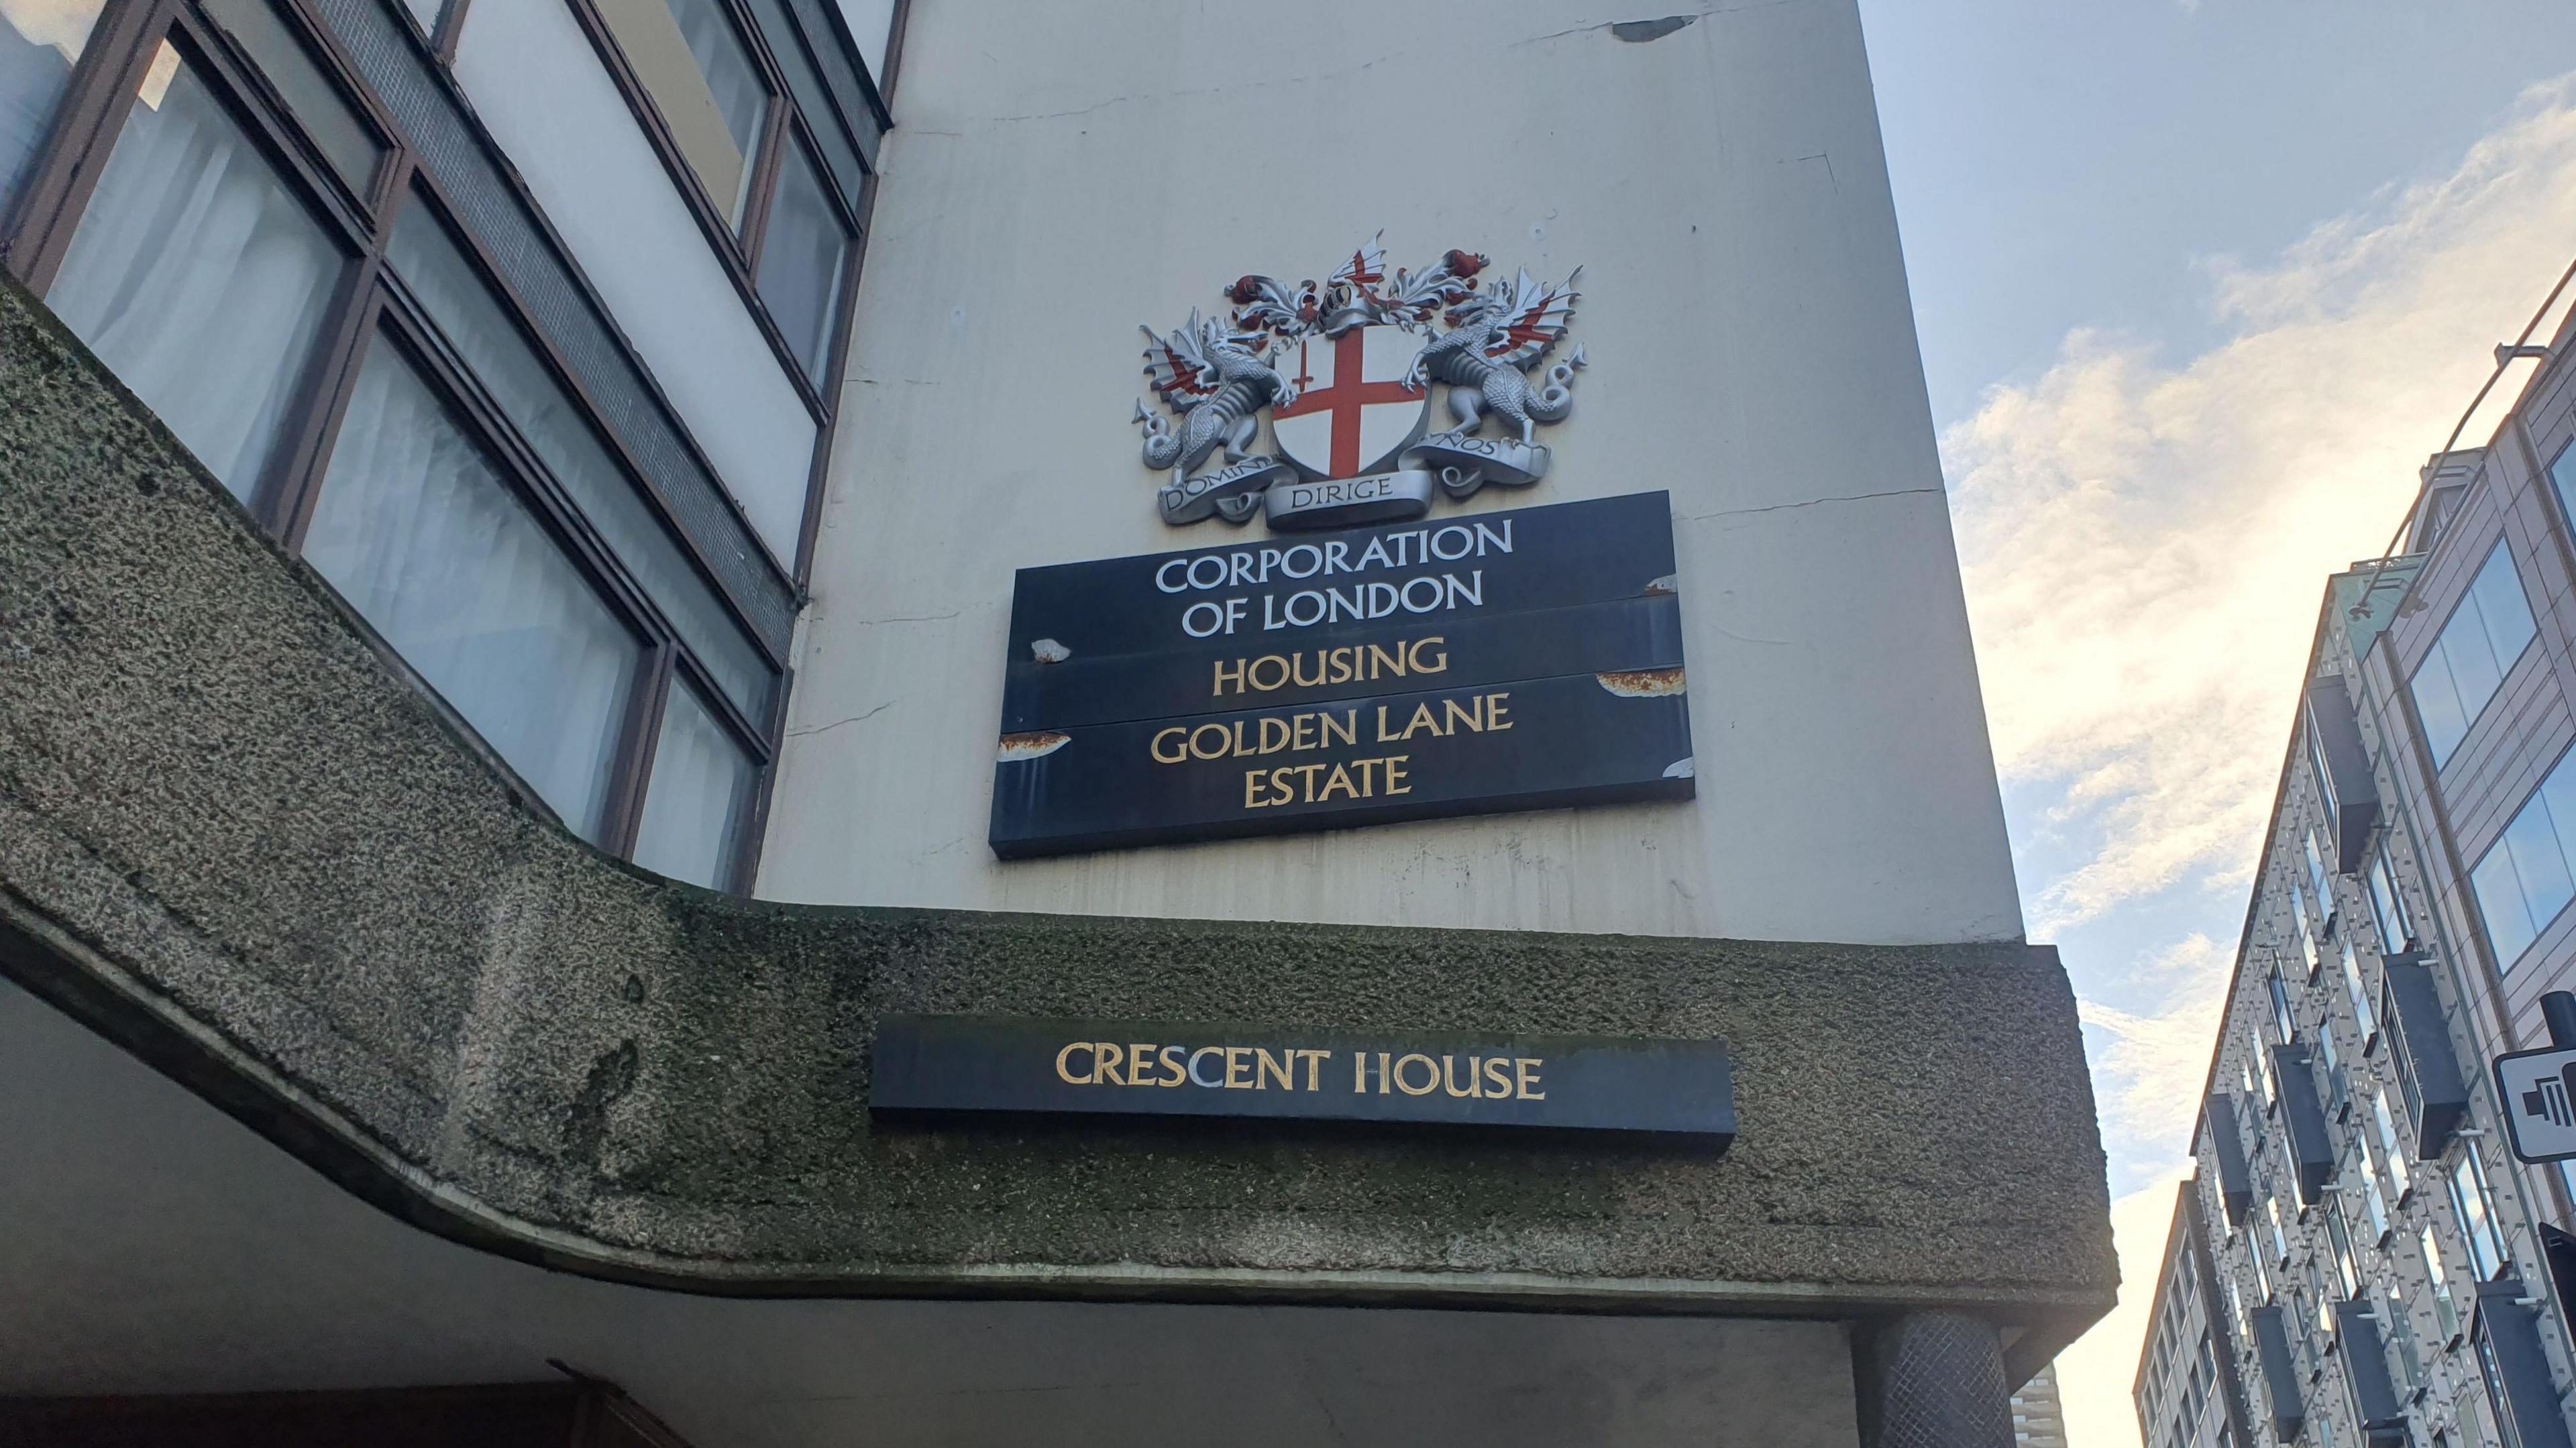 DOMINE DIRIGE NOS
CORPORATION
OF LONDON
HOUSING
GOLDEN LANE
ESTATE
CRESCENT HOUSE